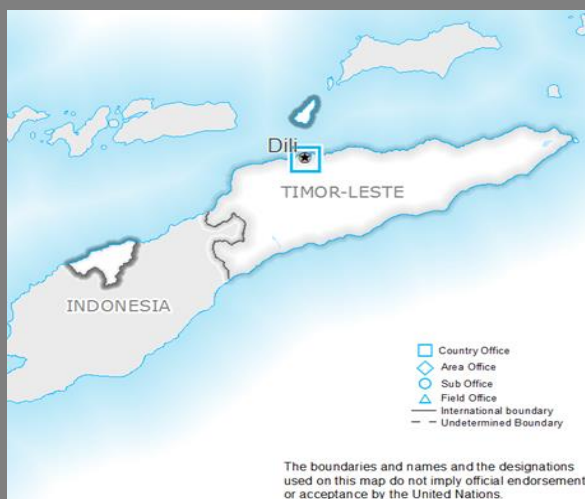 Dili
TIMOR-LESTE
INDONESIA
Country Office
Area Office
Sub Office
Field Office
International boundary
Undetermined Boundary
The boundaries and names and the designations
used on this map do not imply official endorsement
or acceptance by the United Nations.